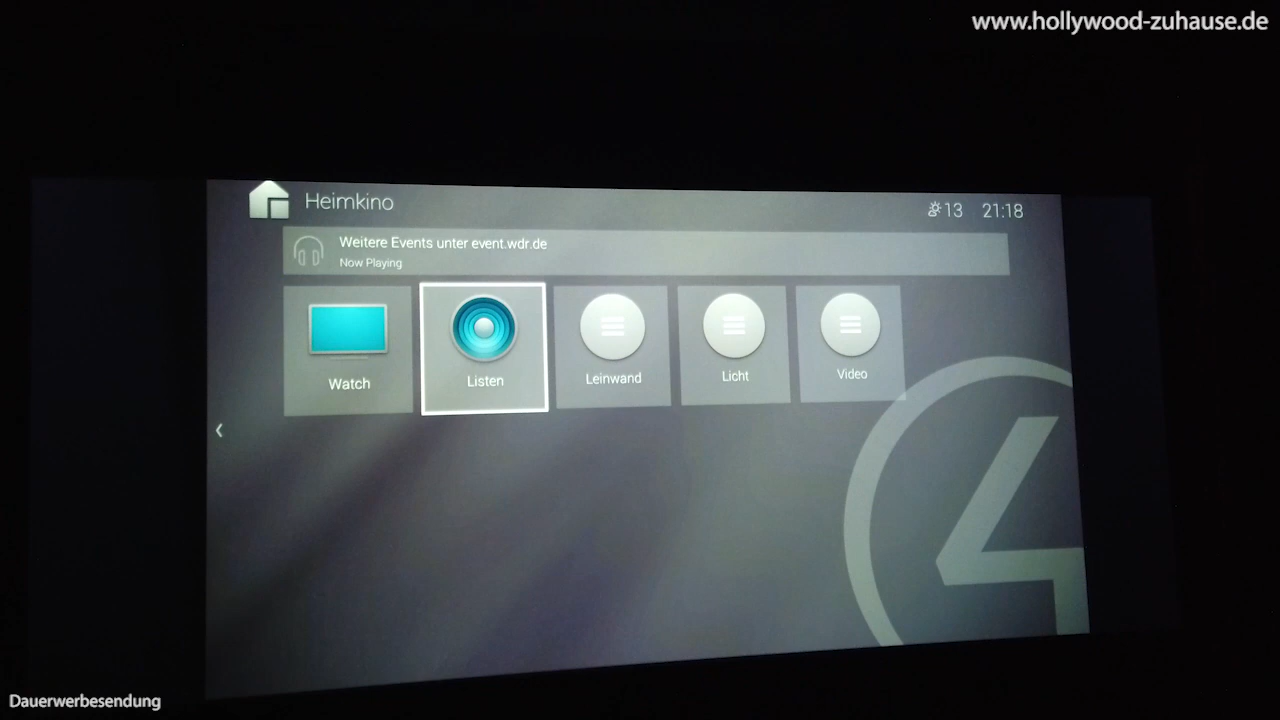 www.hollywood-zuhause.de
Heimkino
13 21:18
Weitere Events unter event.wdr.de
Now Playing
Watch
Listen
Leinwand
Licht
Video
4
Dauerwerbesendung